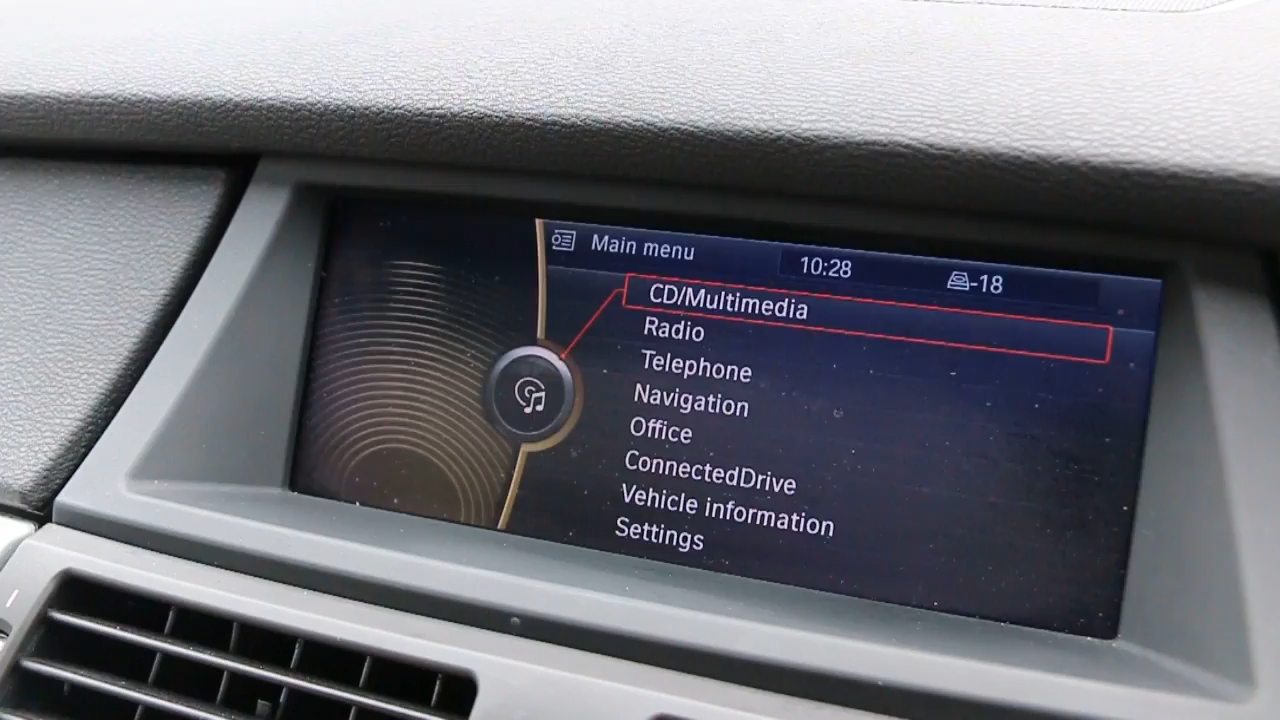 Main menu
10:28
-18
CD/Multimedia
Radio
Telephone
Navigation
Office
ConnectedDrive
Vehicle information
Settings